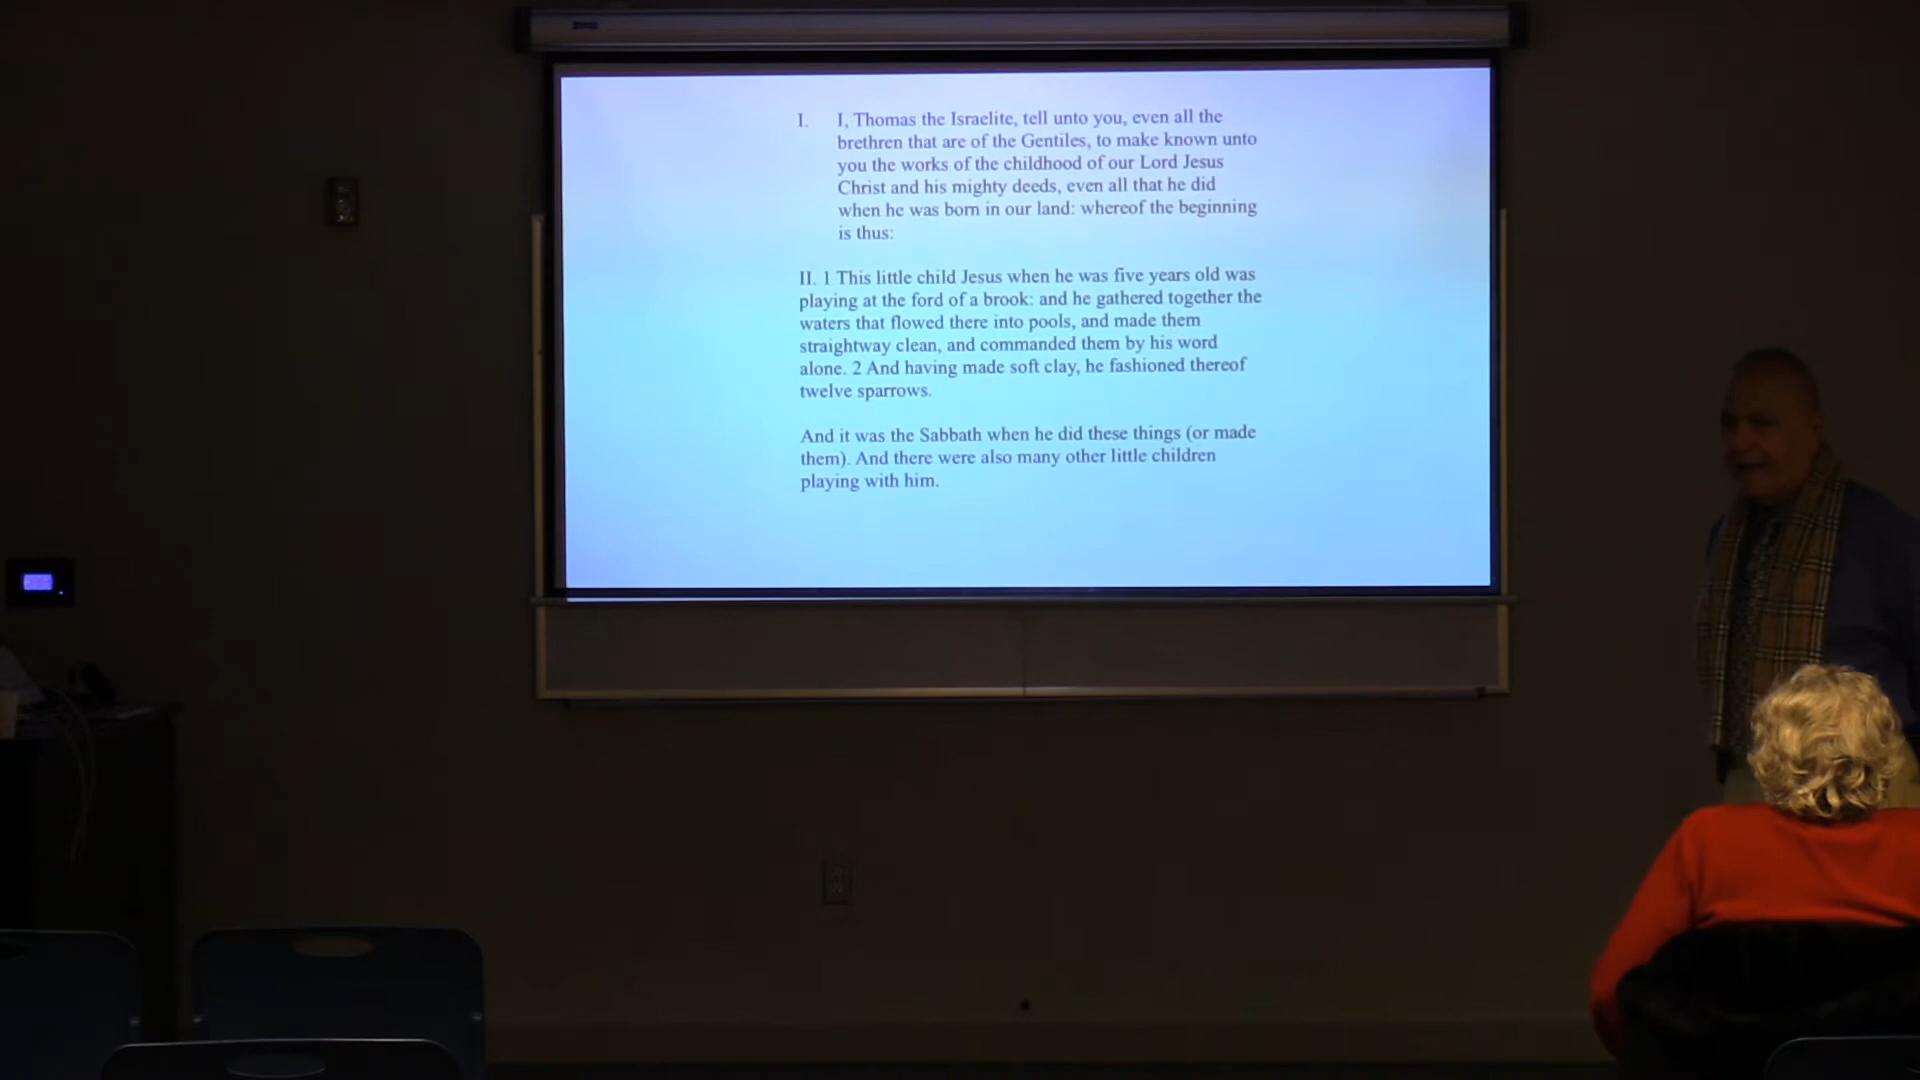 I. I, Thomas the Israelite, tell unto you, even all the
brethren that are of the Gentiles, to make known unto
you the works of the childhood of our Lord Jesus
Christ and his mighty deeds, even all that he did
when he was born in our land: whereof the beginning
is thus:
II. 1 This little child Jesus when he was five years old was
playing at the ford of a brook: and he gathered together the
waters that flowed there into pools, and made them
straightway clean, and commanded them by his word
alone. 2 And having made soft clay, he fashioned thereof
twelve sparrows.
And it was the Sabbath when he did these things (or made
them). And there were also many other little children
playing with him.